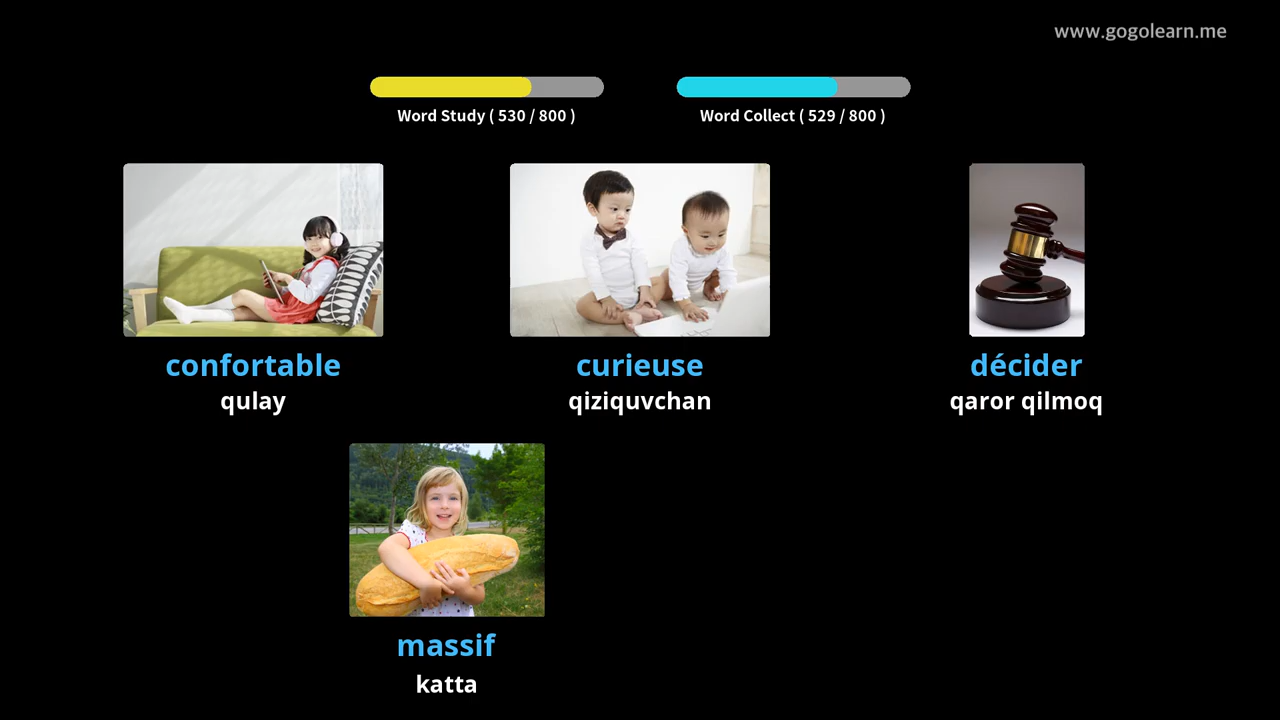 www.gogolearn.me
Word Study ( 530 / 800 )
Word Collect ( 529 / 800 )
confortable
qulay
curieuse
qiziquvchan
décider
qaror qilmoq
massif
katta